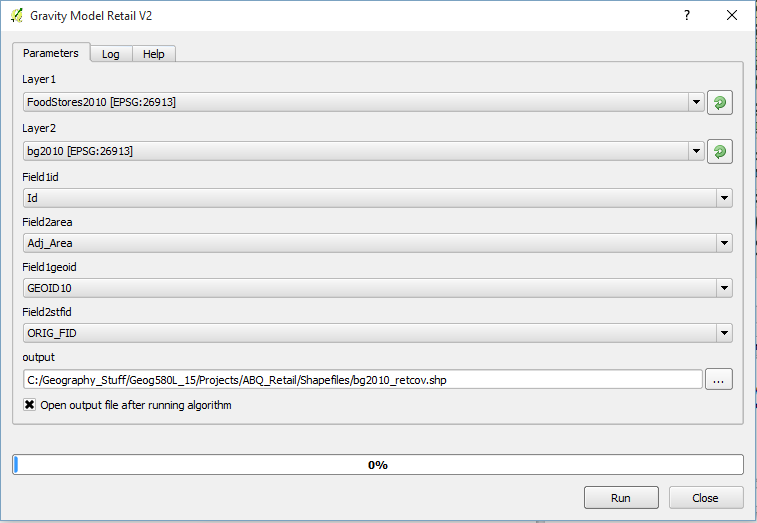 Gravity Model Retail V2
?
Parameters Log Help
Layer1
FoodStores2010 [EPSG:26913]
Layer2
bg2010 [EPSG:26913]
Field1id
Id
Field2area
Adj_Area
Field1geoid
GEOID10
Field2stfid
ORIG_FID
output
C:/Geography_Stuff/Geog580L_15/Projects/ABQ_Retail/Shapefiles/bg2010_retcov.shp ...
Open output file after running algorithm
0%
Run Close